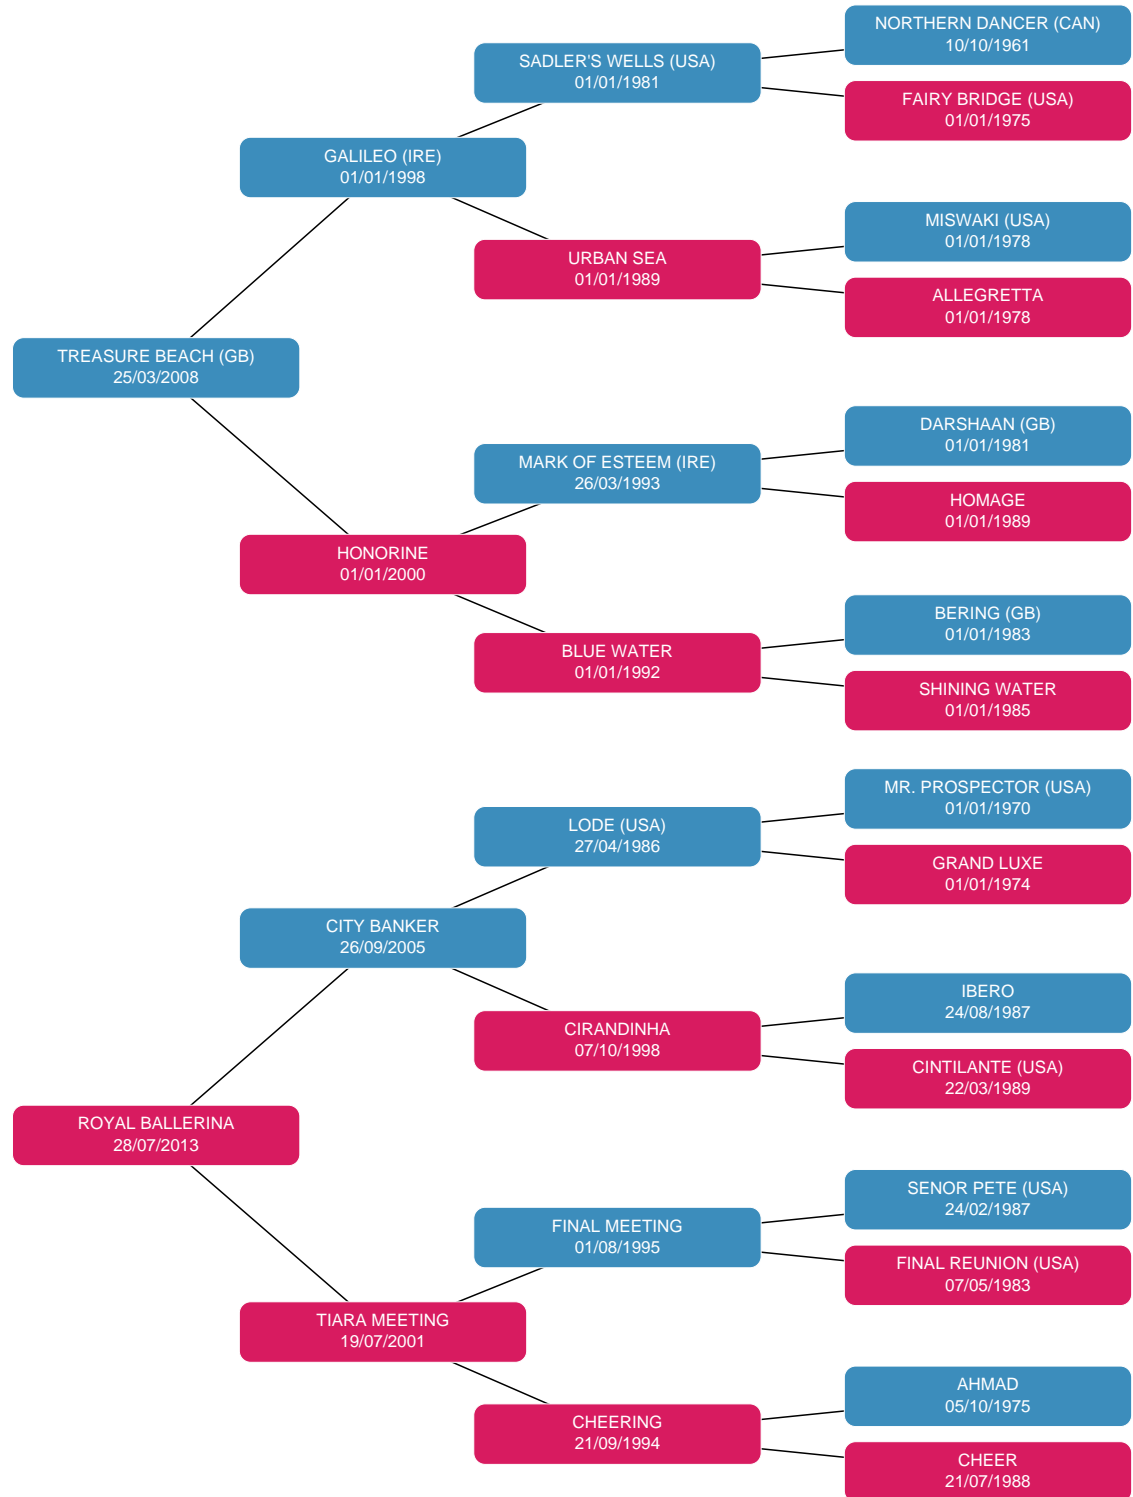 NORTHERN DANCER (CAN)
10/10/1961
SADLER'S WELLS (USA)
01/01/1981
FAIRY BRIDGE (USA)
01/01/1975
GALILEO (IRE)
01/01/1998
MISWAKI (USA)
01/01/1978
URBAN SEA
01/01/1989
ALLEGRETTA
01/01/1978
TREASURE BEACH (GB)
25/03/2008
DARSHAAN (GB)
01/01/1981
MARK OF ESTEEM (IRE)
26/03/1993
HOMAGE
01/01/1989
HONORINE
01/01/2000
BERING (GB)
01/01/1983
BLUE WATER
01/01/1992
SHINING WATER
01/01/1985
MR. PROSPECTOR (USA)
01/01/1970
LODE (USA)
27/04/1986
GRAND LUXE
01/01/1974
CITY BANKER
26/09/2005
IBERO
24/08/1987
CIRANDINHA
07/10/1998
CINTILANTE (USA)
22/03/1989
ROYAL BALLERINA
28/07/2013
SENOR PETE (USA)
24/02/1987
FINAL MEETING
01/08/1995
FINAL REUNION (USA)
07/05/1983
TIARA MEETING
19/07/2001
AHMAD
05/10/1975
CHEERING
21/09/1994
CHEER
21/07/1988